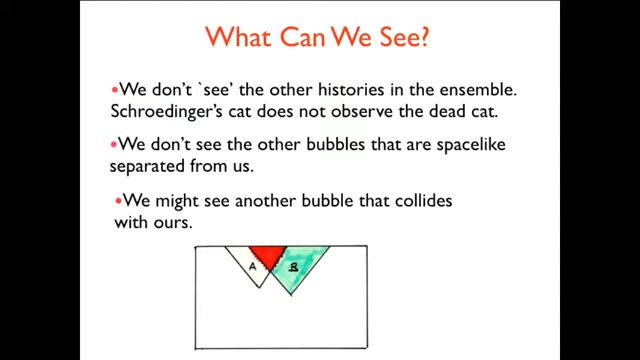 What Can We See?
•We don't `see' the other histories in the ensemble.
Schroedinger's cat does not observe the dead cat.
•We don't see the other bubbles that are spacelike
separated from us.
•We might see another bubble that collides
with ours.
A B